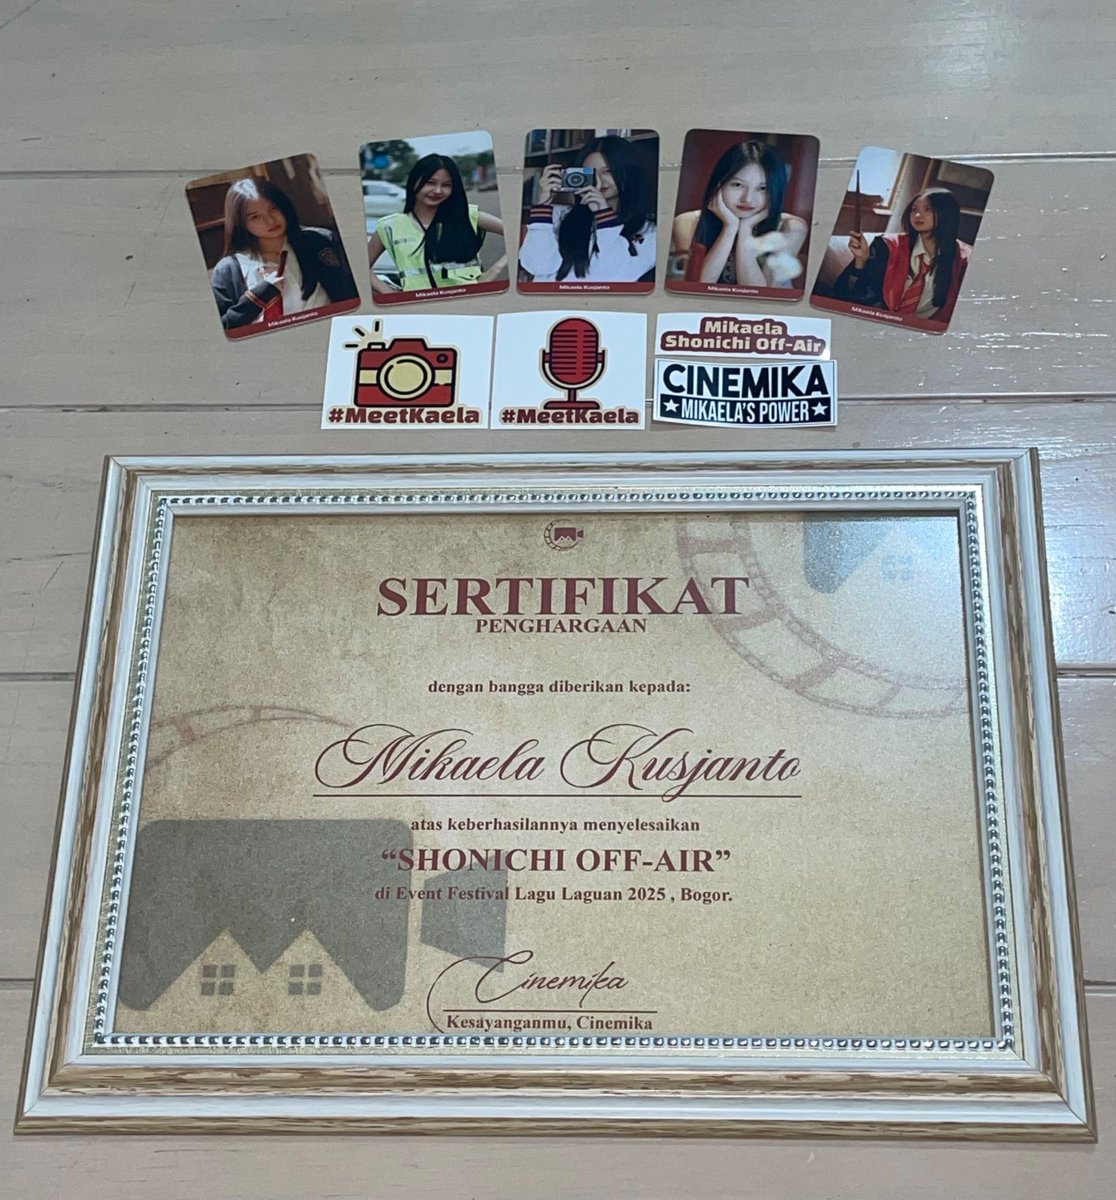 Mikaela Kusjanto
Mikaela Kusjanto
Mikaela Kusjanto
Mikaela Kusjanto
Mikaela Kusjanto
#MeetKaela
#MeetKaela
Mikaela
Shonichi Off-Air
CINEMIKA
MIKAELA'S POWER
SERTIFIKAT
PENGHARGAAN
dengan bangga diberikan kepada:
Mikaela Kusjanto
atas keberhasilannya menyelesaikan
“SHONICHI OFF-AIR”
di Event Festival Lagu Laguan 2025 , Bogor.
Cinemika
Kesayanganmu, Cinemika